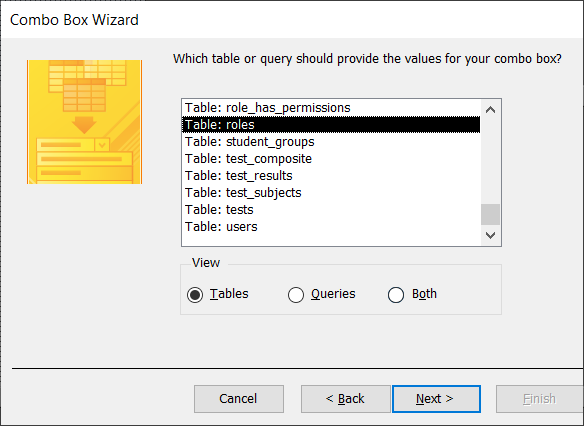 Combo Box Wizard
Which table or query should provide the values for your combo box?
Table: role_has_permissions
Table: roles
Table: student_groups
Table: test_composite
Table: test_results
Table: test_subjects
Table: tests
Table: users
View
Tables Queries Both
Cancel < Back Next > Finish